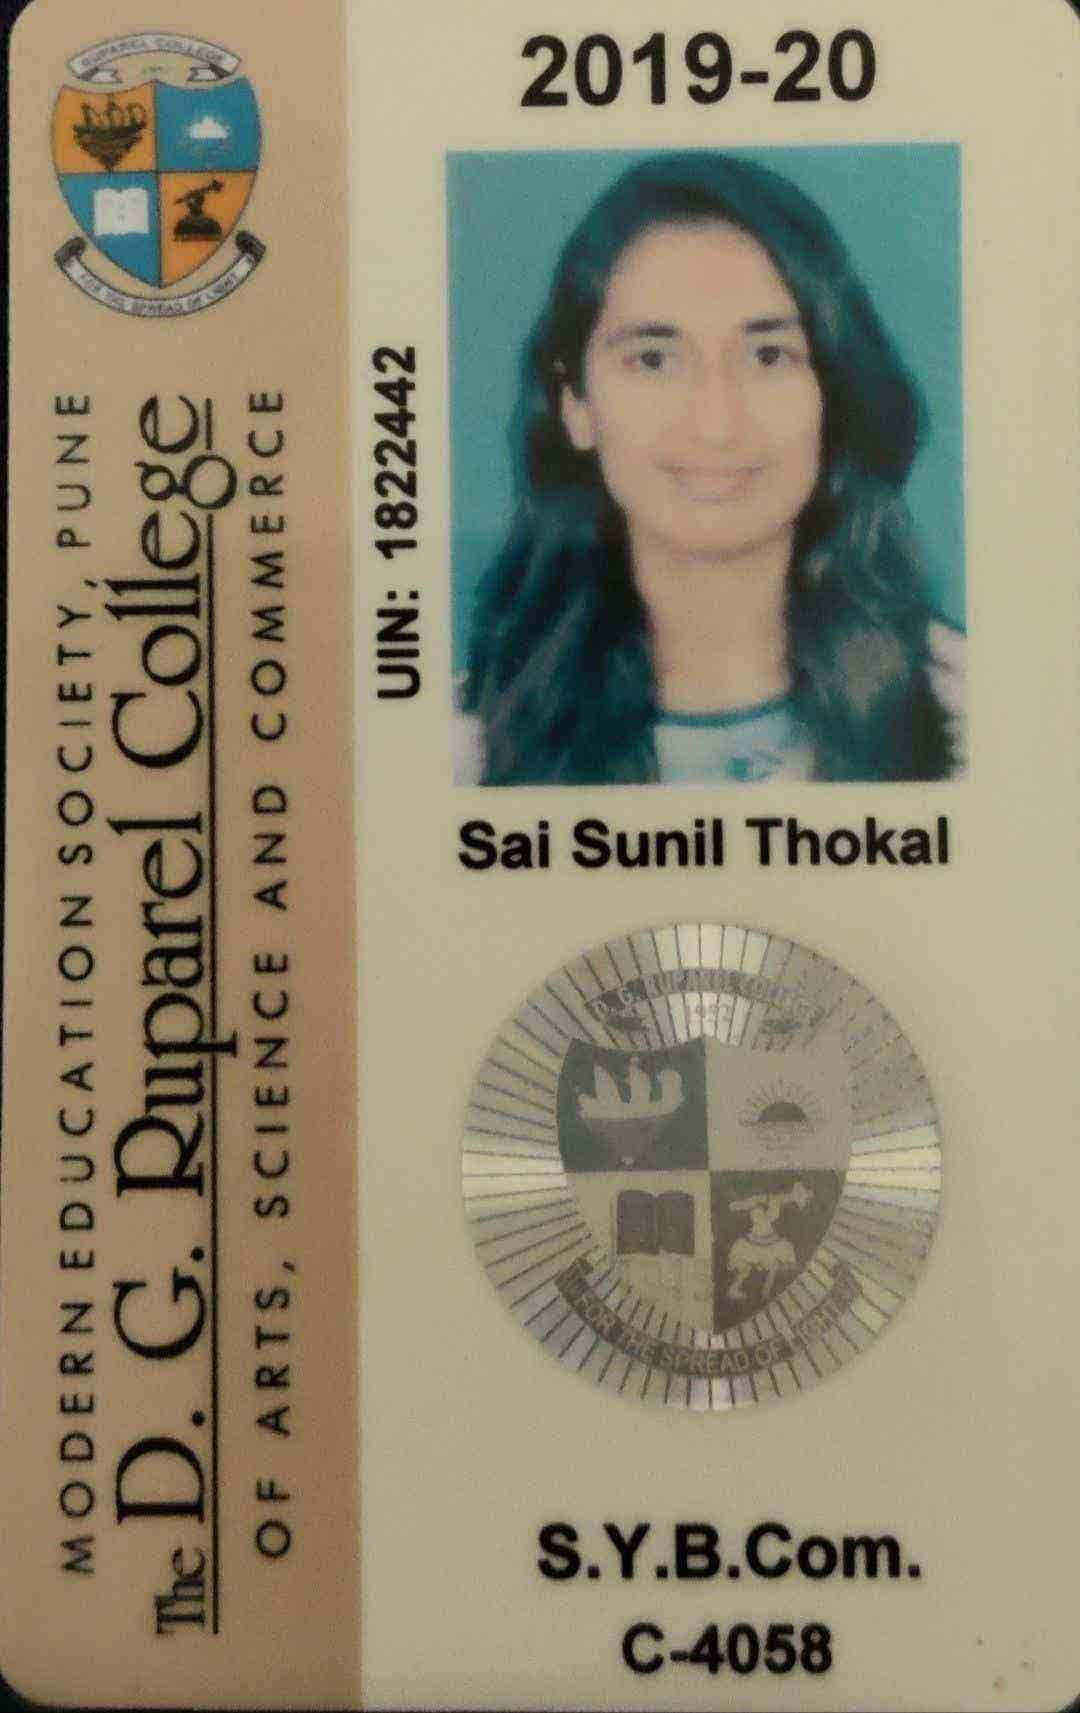 RUPAREL COLLEGE
FOR THE SPREAD OF LIGHT
MODERN EDUCATION SOCIETY, PUNE
The D. G. Ruparel College
OF ARTS, SCIENCE AND COMMERCE
2019-20
UIN: 1822442
Sai Sunil Thokal
D. G. RUPAREL COLLEGE
1952
FOR THE SPREAD OF LIGHT
S.Y.B.Com.
C-4058